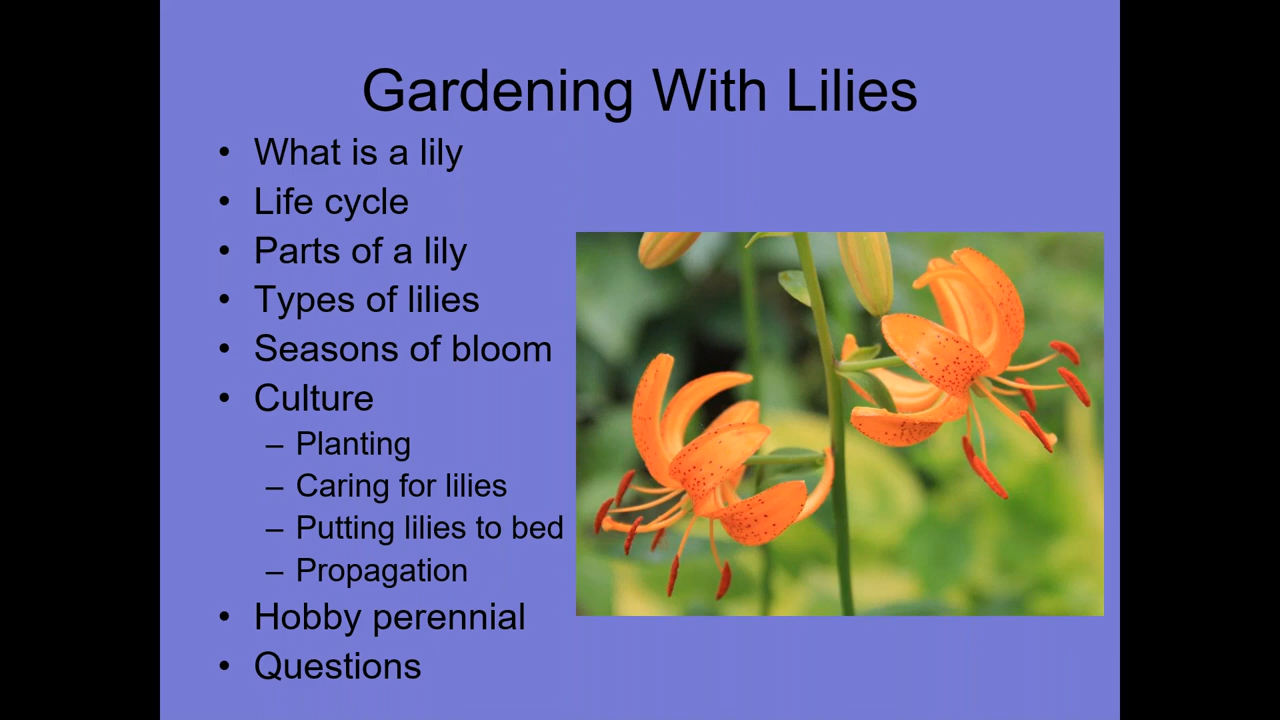 Gardening With Lilies
• What is a lily
• Life cycle
• Parts of a lily
• Types of lilies
• Seasons of bloom
• Culture
– Planting
– Caring for lilies
– Putting lilies to bed
– Propagation
• Hobby perennial
• Questions